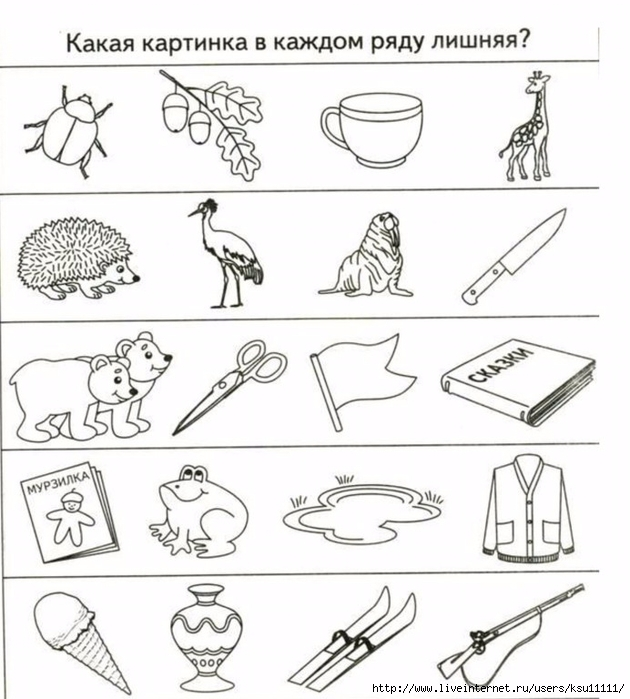 Какая картинка в каждом ряду лишняя?
СКАЗКИ
МУРЗИЛКА
http://www.liveinternet.ru/users/ksu11111/